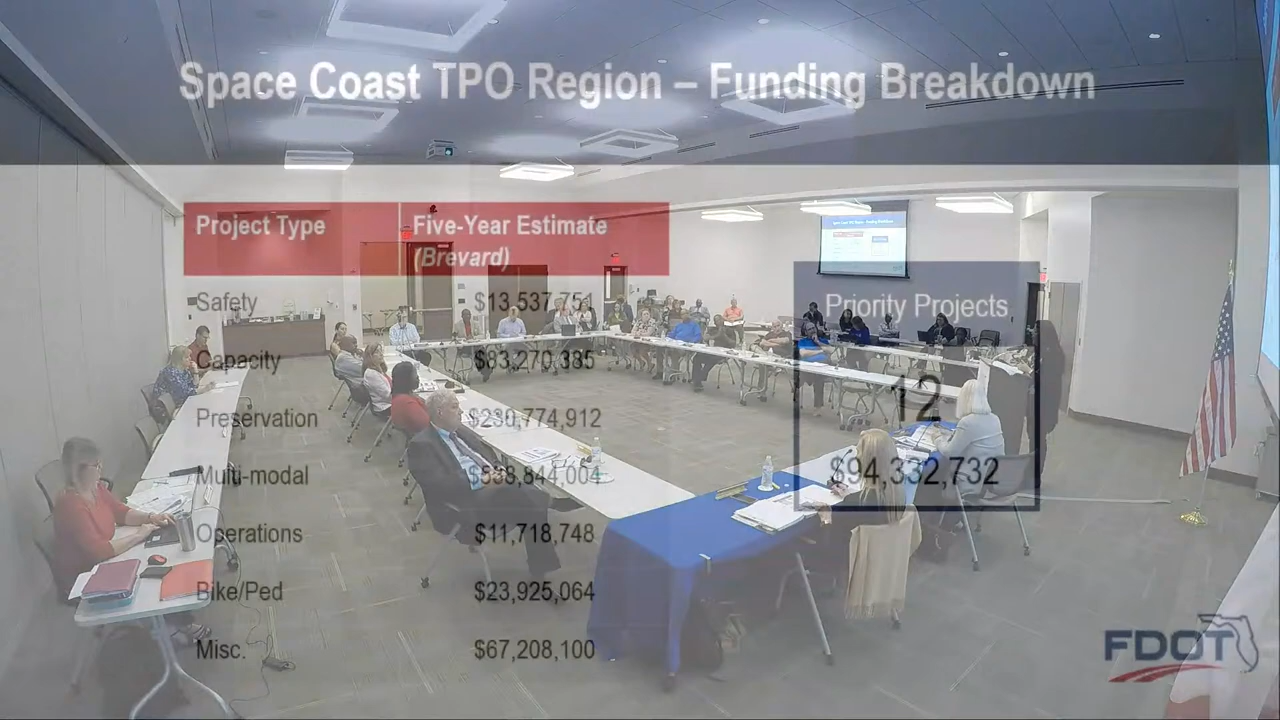 Space Coast TPO Region – Funding Breakdown
Project Type
Five-Year Estimate
(Brevard)
Safety $13,537,751
Capacity $83,270,385
Preservation $230,774,912
Multi-modal $538,844,004
Operations $11,718,748
Bike/Ped $23,925,064
Misc. $67,208,100
Priority Projects
12
$94,332,732
FDOT